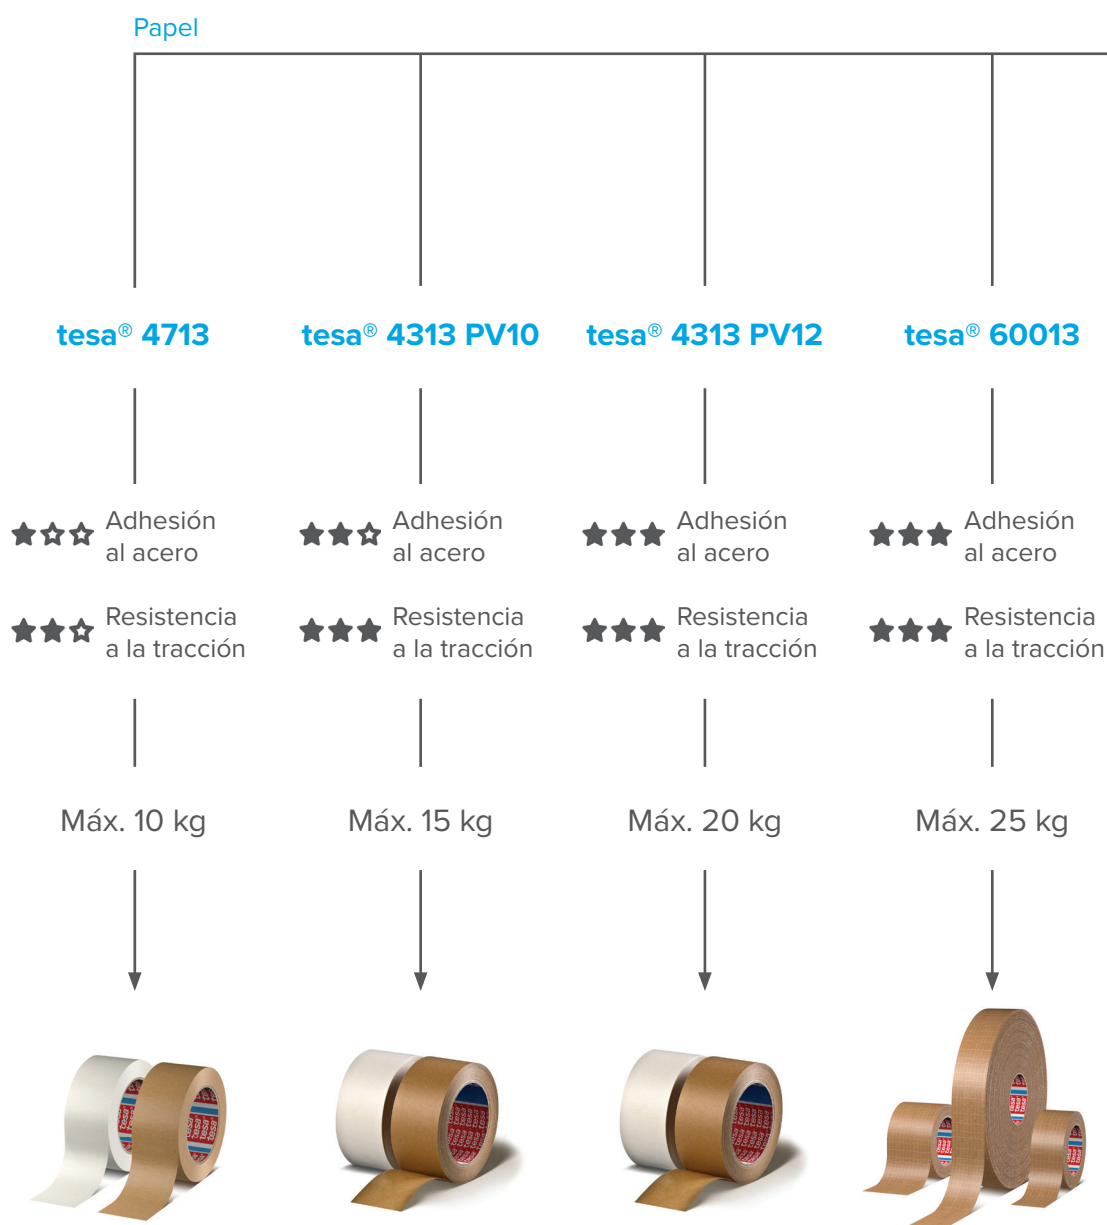 Papel
tesa® 4713
tesa® 4313 PV10
tesa® 4313 PV12
tesa® 60013
Adhesión
al acero
Resistencia
a la tracción
Adhesión
al acero
Resistencia
a la tracción
Adhesión
al acero
Resistencia
a la tracción
Adhesión
al acero
Resistencia
a la tracción
Máx. 10 kg
Máx. 15 kg
Máx. 20 kg
Máx. 25 kg